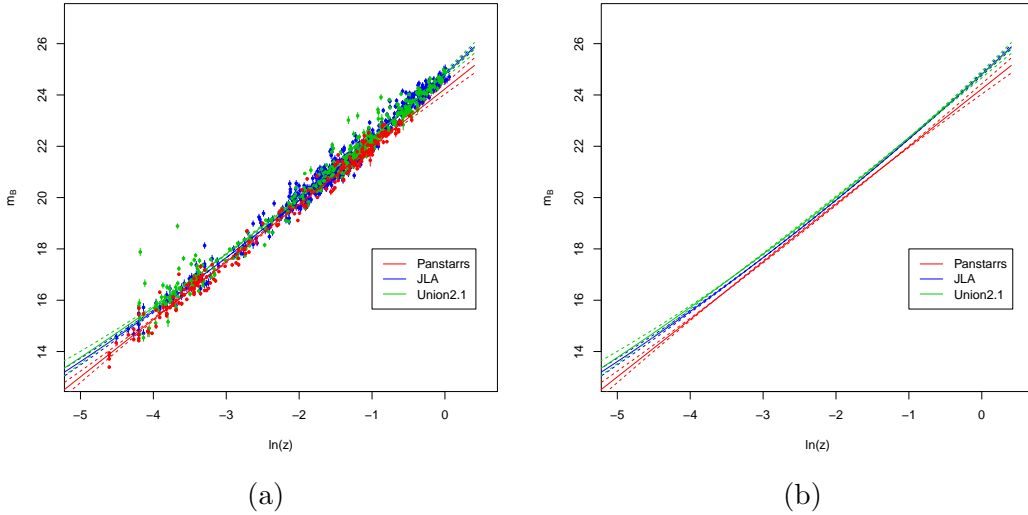 26
24
22
20
18
16
14
m_B
Panstarrs
JLA
Union2.1
−5 −4 −3 −2 −1 0
ln(z)
(a)
26
24
22
20
18
16
14
m_B
Panstarrs
JLA
Union2.1
−5 −4 −3 −2 −1 0
ln(z)
(b)